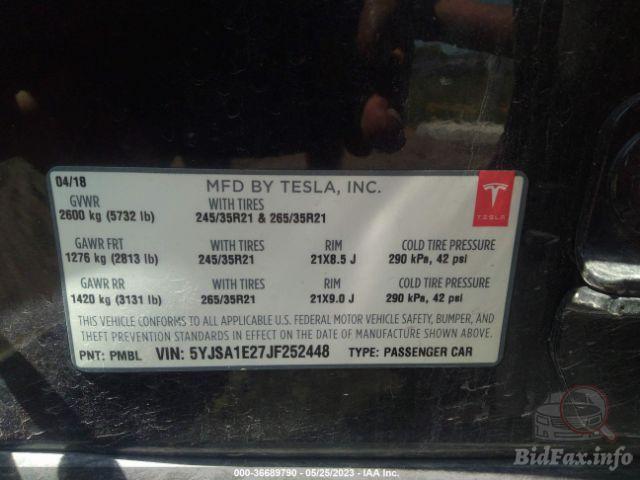 04/18
MFD BY TESLA, INC.
GVWR
2600 kg (5732 lb)
WITH TIRES
245/35R21 & 265/35R21
TESLA
GAWR FRT
1276 kg (2813 lb)
WITH TIRES
245/35R21
RIM
21X8.5 J
COLD TIRE PRESSURE
290 kPa, 42 psi
GAWR RR
1420 kg (3131 lb)
WITH TIRES
265/35R21
RIM
21X9.0 J
COLD TIRE PRESSURE
290 kPa, 42 psi
THIS VEHICLE CONFORMS TO ALL APPLICABLE U.S. FEDERAL MOTOR VEHICLE SAFETY, BUMPER, AND
THEFT PREVENTION STANDARDS IN EFFECT ON THE DATE OF MANUFACTURE SHOWN ABOVE.
PNT: PMBL VIN: 5YJSA1E27JF252448 TYPE: PASSENGER CAR
000-36689790 - 05/25/2023 - IAA Inc.
BidFax.info